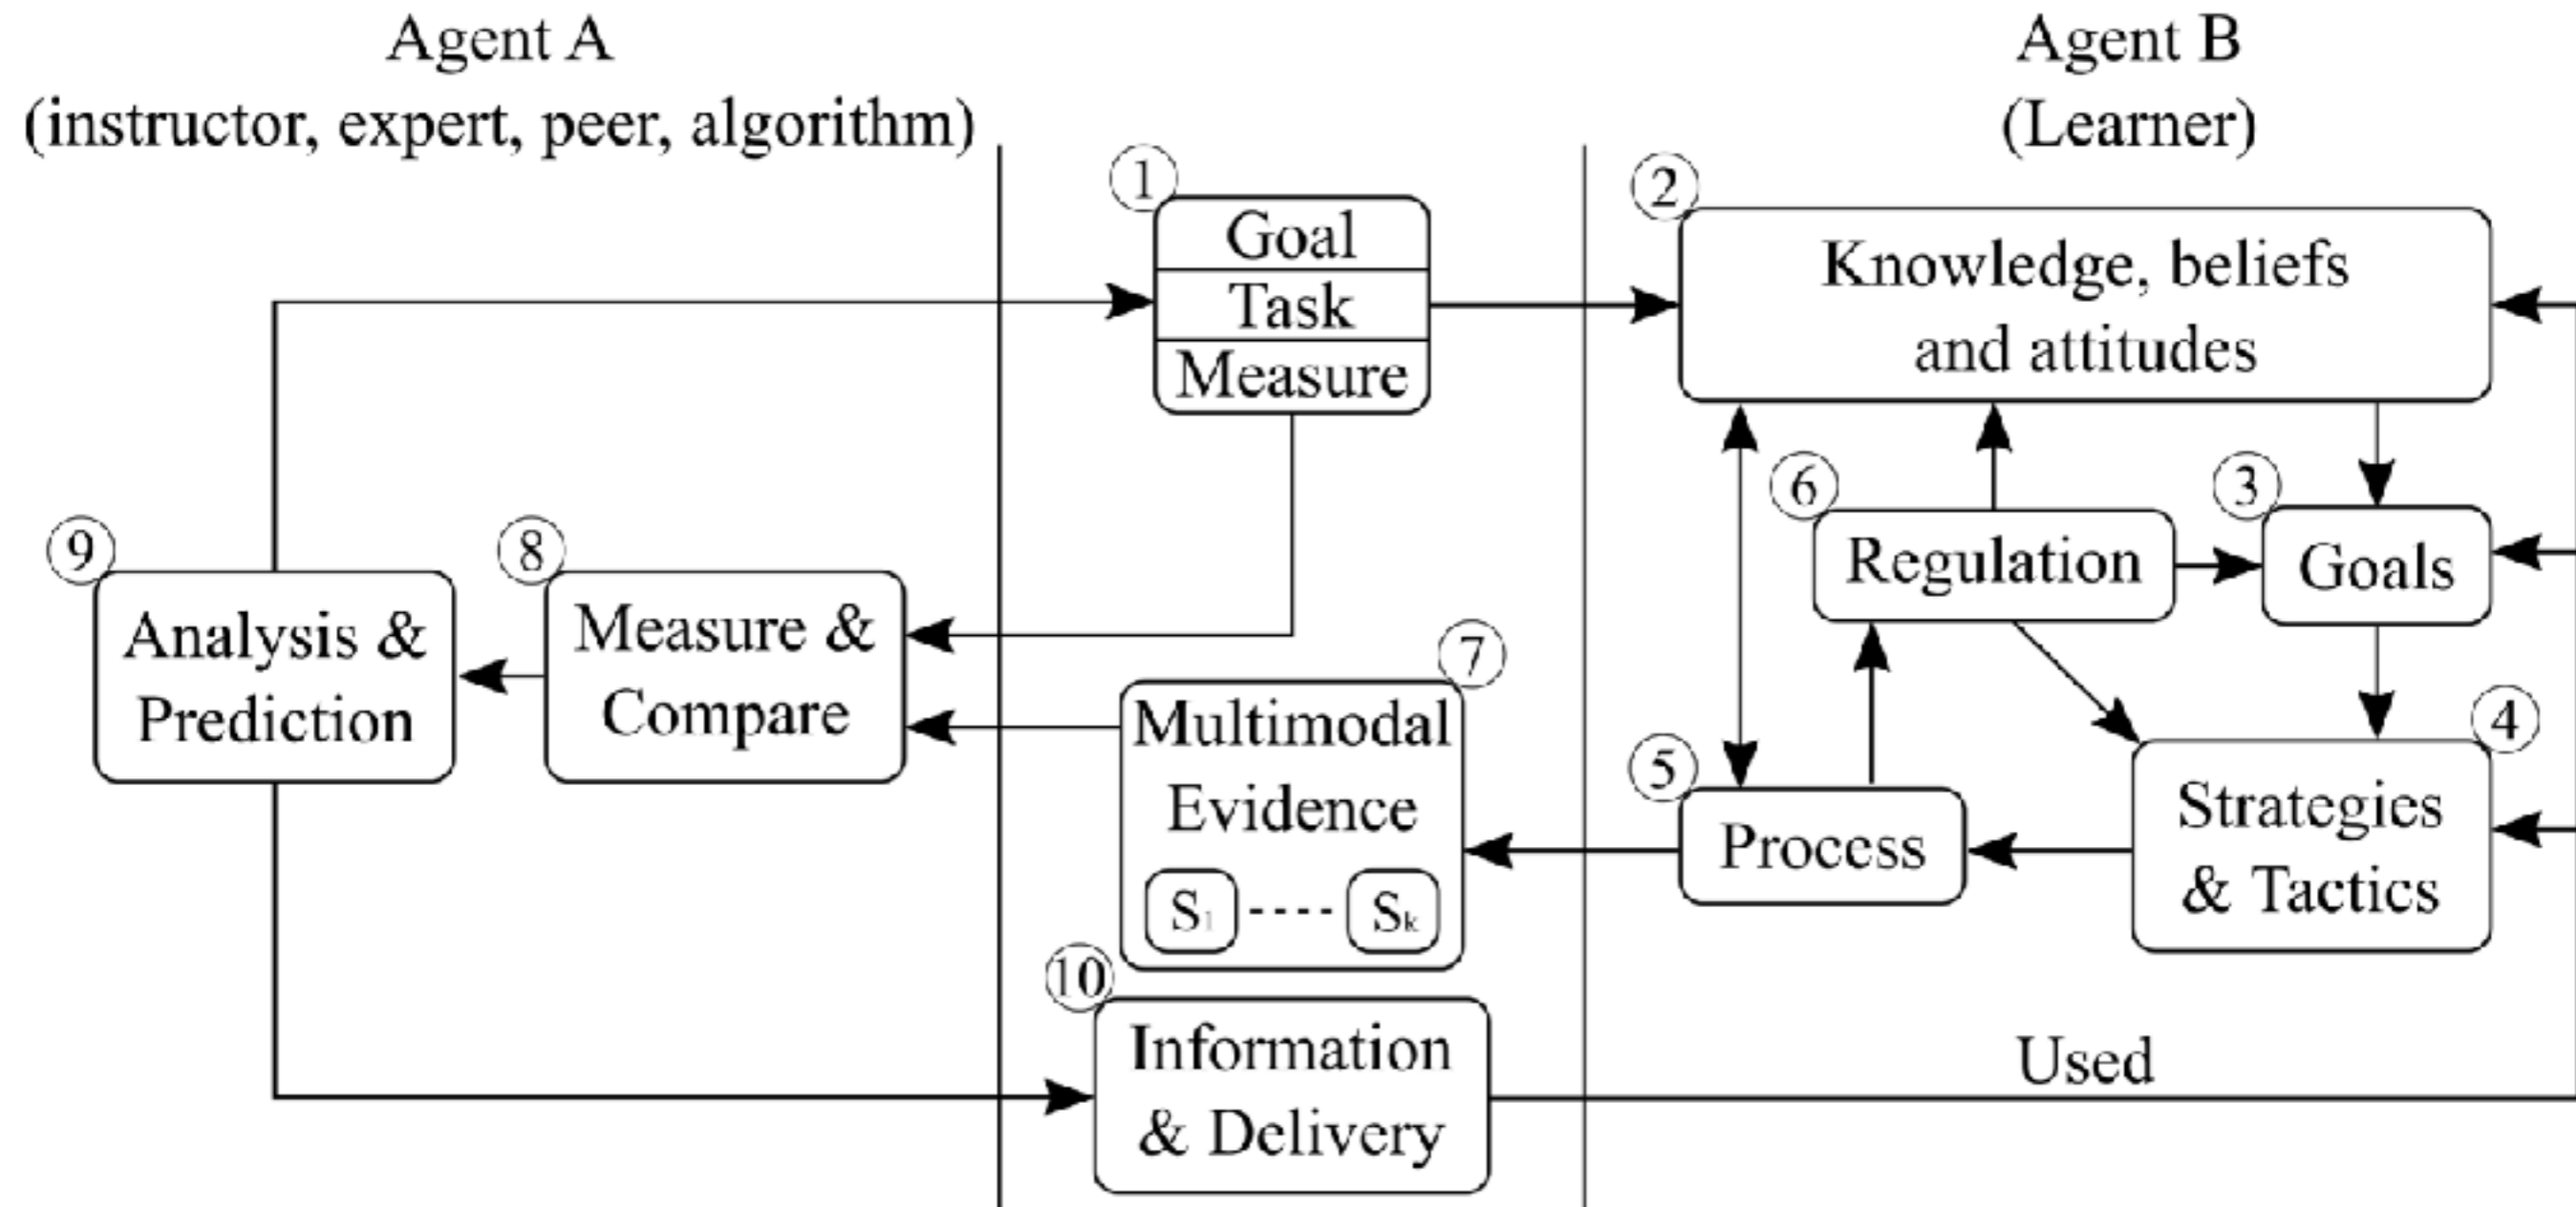 Agent A
(instructor, expert, peer, algorithm)
Agent B
(Learner)
1
Goal
Task
Measure
2
Knowledge, beliefs
and attitudes
6
Regulation
3
Goals
9
Analysis &
Prediction
8
Measure &
Compare
7
Multimodal
Evidence
S1 ---- Sk
5
Process
4
Strategies
& Tactics
10
Information
& Delivery
Used